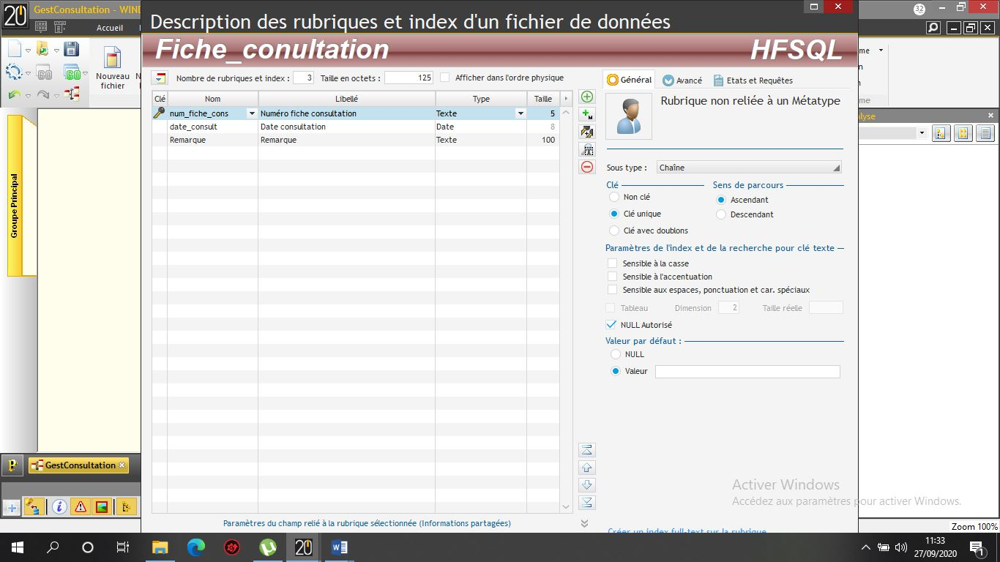 GestConsultation - WIND
Description des rubriques et index d'un fichier de données
32
Accueil
Fiche_conultation
HFSQL
Nouveau
fichier
GO
GO
Nombre de rubriques et index : 3 Taille en octets : 125 Afficher dans l'ordre physique
Général Avancé Etats et Requêtes
Clé Nom Libellé Type Taille
num_fiche_cons Numéro fiche consultation Texte 5
date_consult Date consultation Date 8
Remarque Remarque Texte 100
Rubrique non reliée à un Métatype
Sous type : Chaîne
Clé Sens de parcours
Non clé Ascendant
Clé unique Descendant
Clé avec doublons
Paramètres de l'index et de la recherche pour clé texte
Sensible à la casse
Sensible à l'accentuation
Sensible aux espaces, ponctuation et car. spéciaux
Tableau Dimension 2 Taille réelle
NULL Autorisé
Valeur par défaut :
NULL
Valeur
Groupe Principal
GestConsultation
Paramètres du champ relié à la rubrique sélectionnée (Informations partagées)
Créer un index full-text sur la rubrique
Activer Windows
Accédez aux paramètres pour activer Windows.
Zoom 100%
20
11:33
27/09/2020